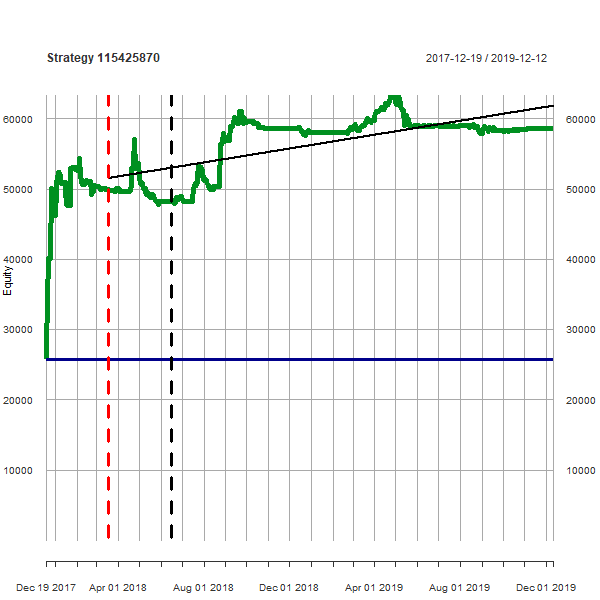 Strategy 115425870
2017-12-19 / 2019-12-12
60000
60000
50000
50000
40000
40000
Equity
30000
30000
20000
20000
10000
10000
Dec 19 2017
Apr 01 2018
Aug 01 2018
Dec 01 2018
Apr 01 2019
Aug 01 2019
Dec 01 2019